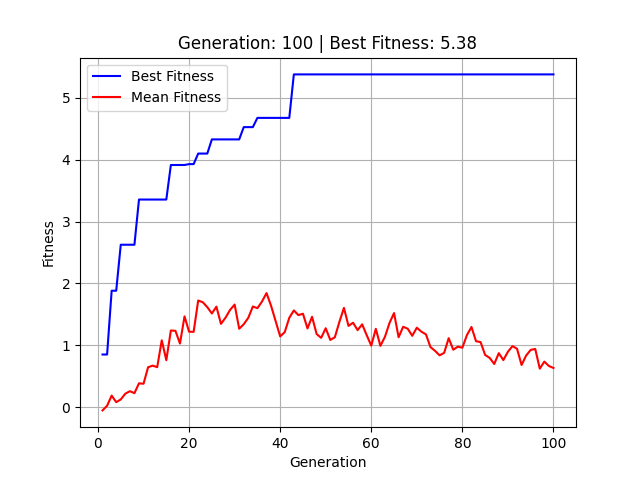 Generation: 100 | Best Fitness: 5.38
Best Fitness
Mean Fitness
Fitness
5
4
3
2
1
0
0 20 40 60 80 100
Generation